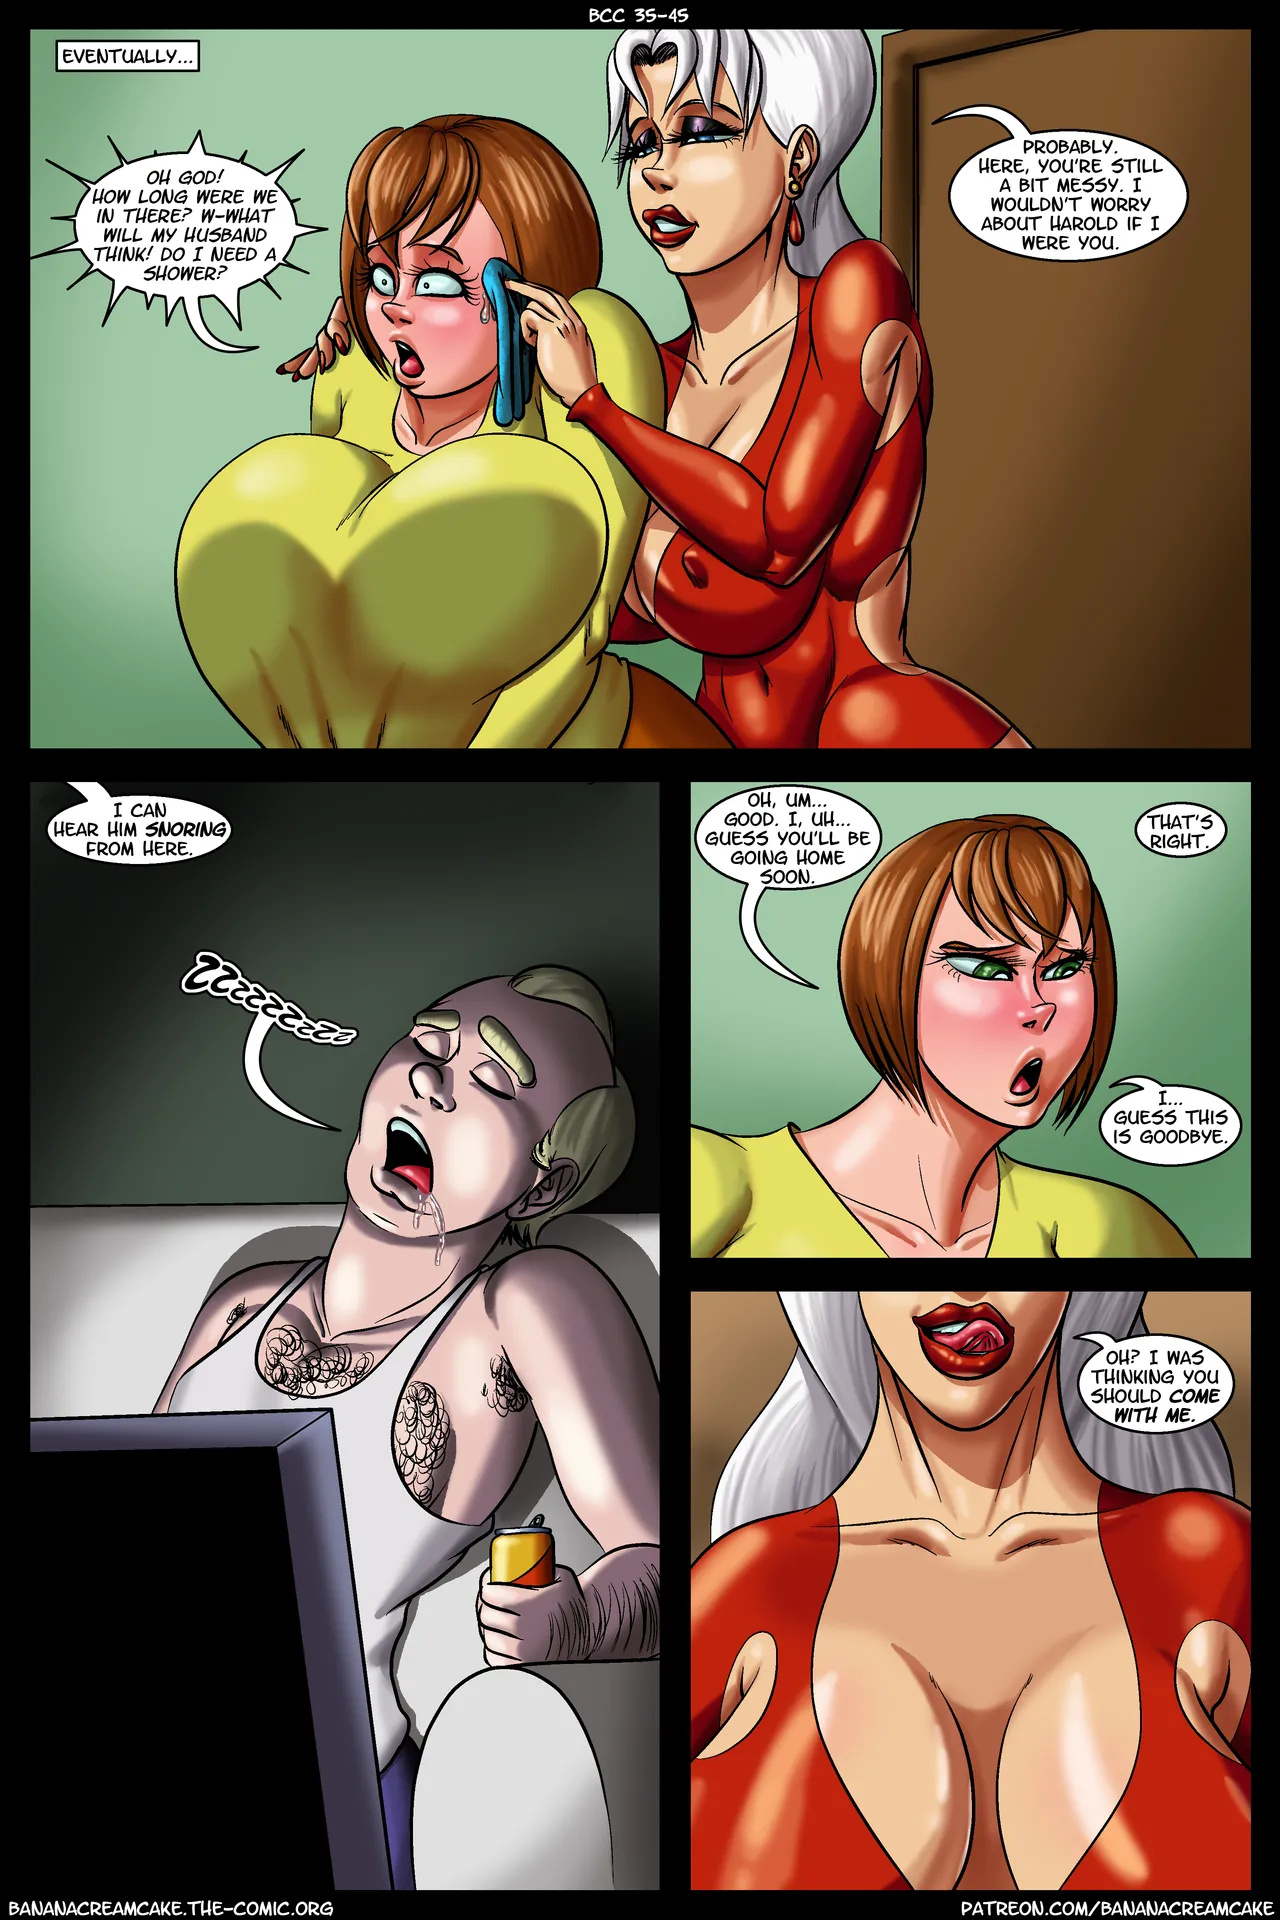 BCC 35-45
EVENTUALLY...
OH GOD!
HOW LONG WERE WE
IN THERE? W-WHAT
WILL MY HUSBAND
THINK! DO I NEED A
SHOWER?
PROBABLY.
HERE, YOU'RE STILL
A BIT MESSY. I
WOULDN'T WORRY
ABOUT HAROLD IF I
WERE YOU.
I CAN
HEAR HIM SNORING
FROM HERE.
ZZZZZZZZZZ
OH, UM...
GOOD. I, UH...
GUESS YOU'LL BE
GOING HOME
SOON.
THAT'S
RIGHT.
I...
GUESS THIS
IS GOODBYE.
OH? I WAS
THINKING YOU
SHOULD COME
WITH ME.
BANANACREAMCAKE.THE-COMIC.ORG
PATREON.COM/BANANACREAMCAKE